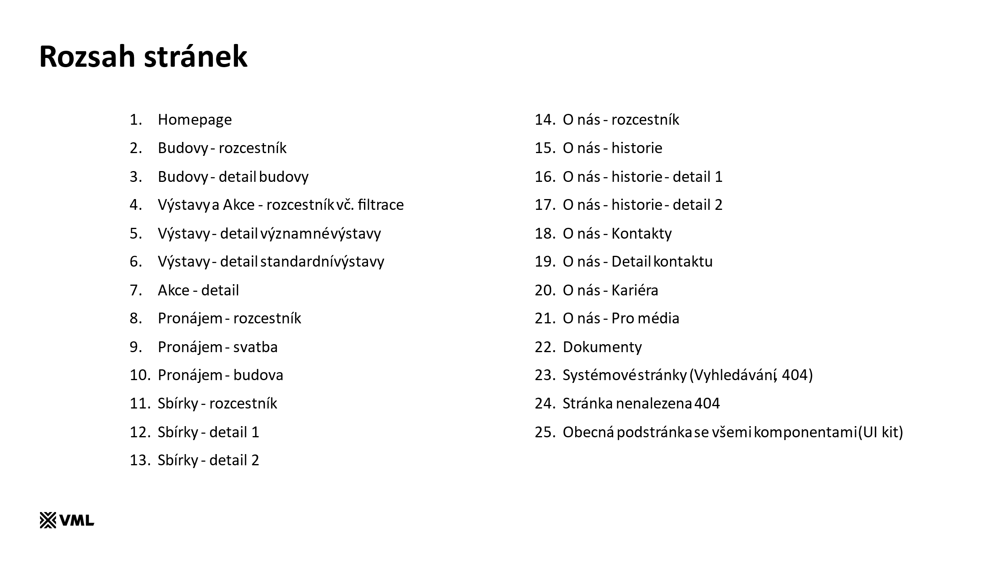 Rozsah stránek
1. Homepage
2. Budovy - rozcestník
3. Budovy - detail budovy
4. Výstavy a Akce - rozcestník vč. filtrace
5. Výstavy - detail významné výstavy
6. Výstavy - detail standardní výstavy
7. Akce - detail
8. Pronájem - rozcestník
9. Pronájem - svatba
10. Pronájem - budova
11. Sbírky - rozcestník
12. Sbírky - detail 1
13. Sbírky - detail 2
14. O nás - rozcestník
15. O nás - historie
16. O nás - historie - detail 1
17. O nás - historie - detail 2
18. O nás - Kontakty
19. O nás - Detail kontaktu
20. O nás - Kariéra
21. O nás - Pro média
22. Dokumenty
23. Systémové stránky (Vyhledávání, 404)
24. Stránka nenalezena 404
25. Obecná podstránka se všemi komponentami (UI kit)
VML